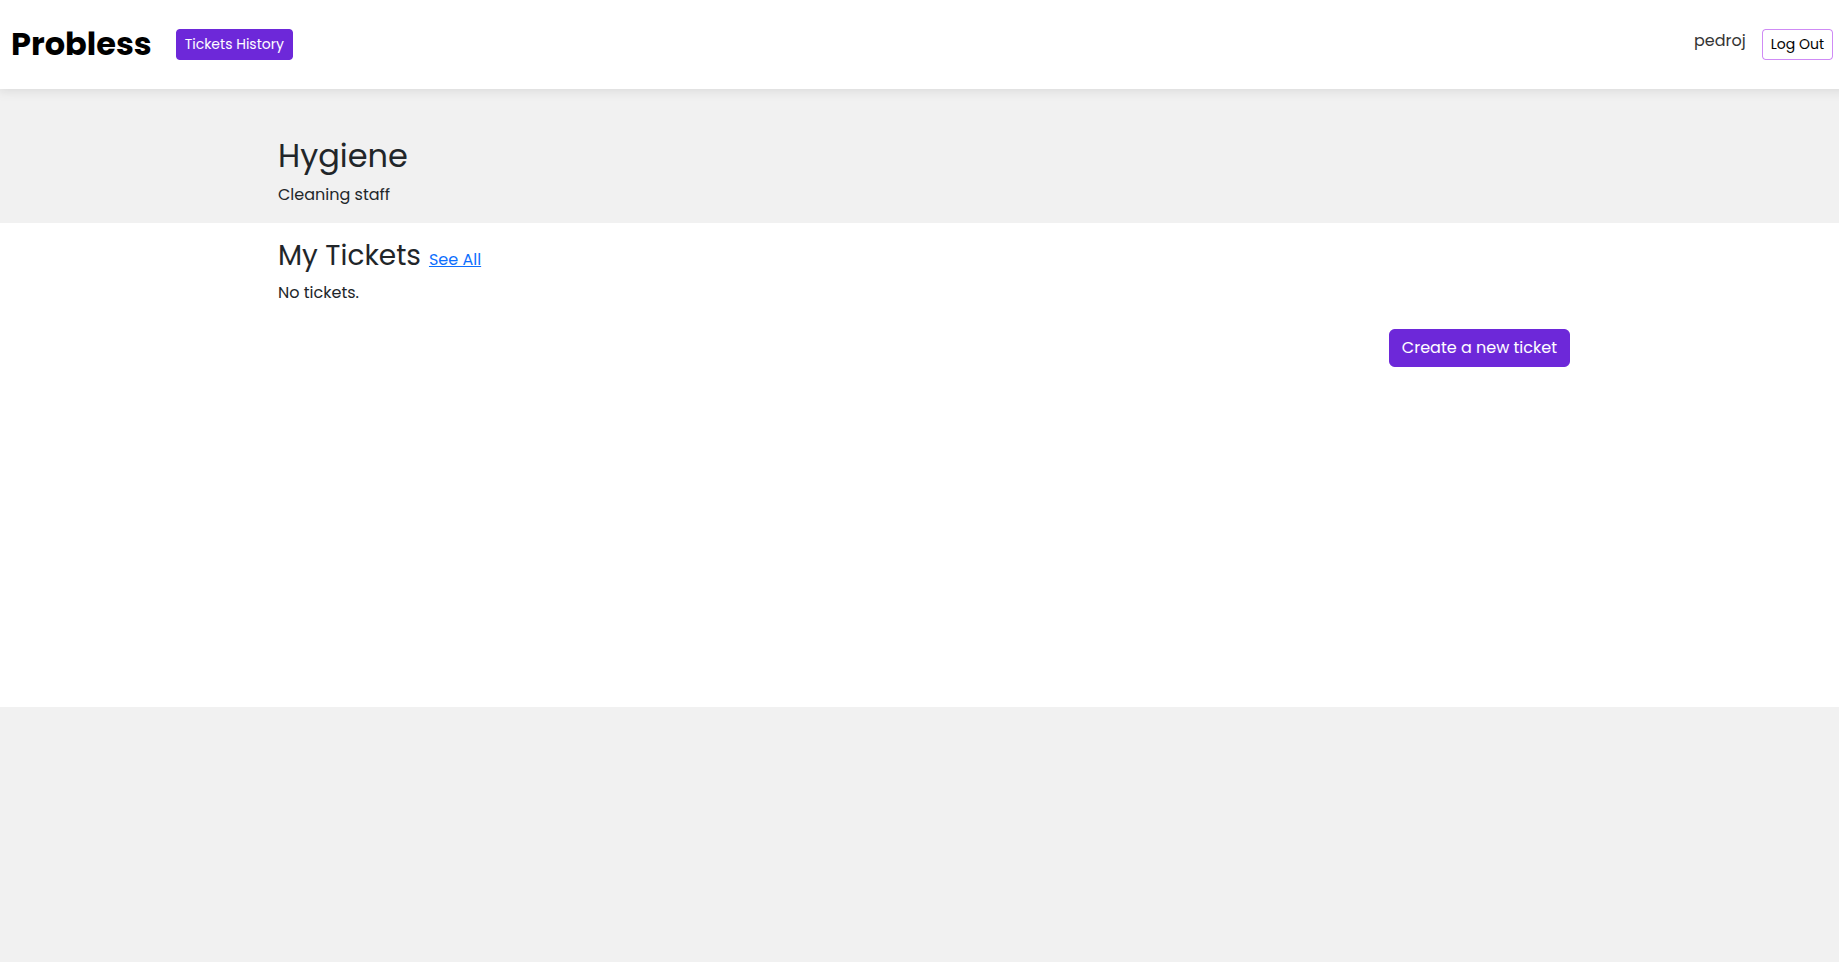 Probless
Tickets History
pedroj
Log Out
Hygiene
Cleaning staff
My Tickets See All
No tickets.
Create a new ticket